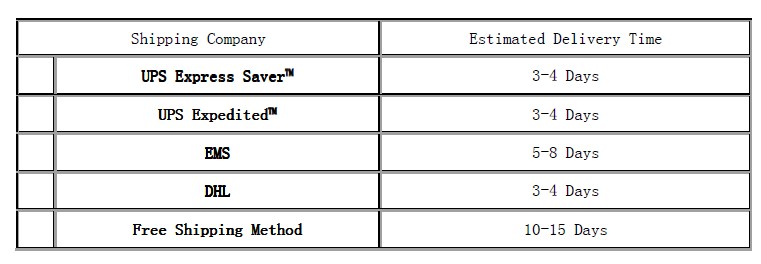 Shipping Company Estimated Delivery Time
UPS Express Saver™ 3-4 Days
UPS Expedited™ 3-4 Days
EMS 5-8 Days
DHL 3-4 Days
Free Shipping Method 10-15 Days